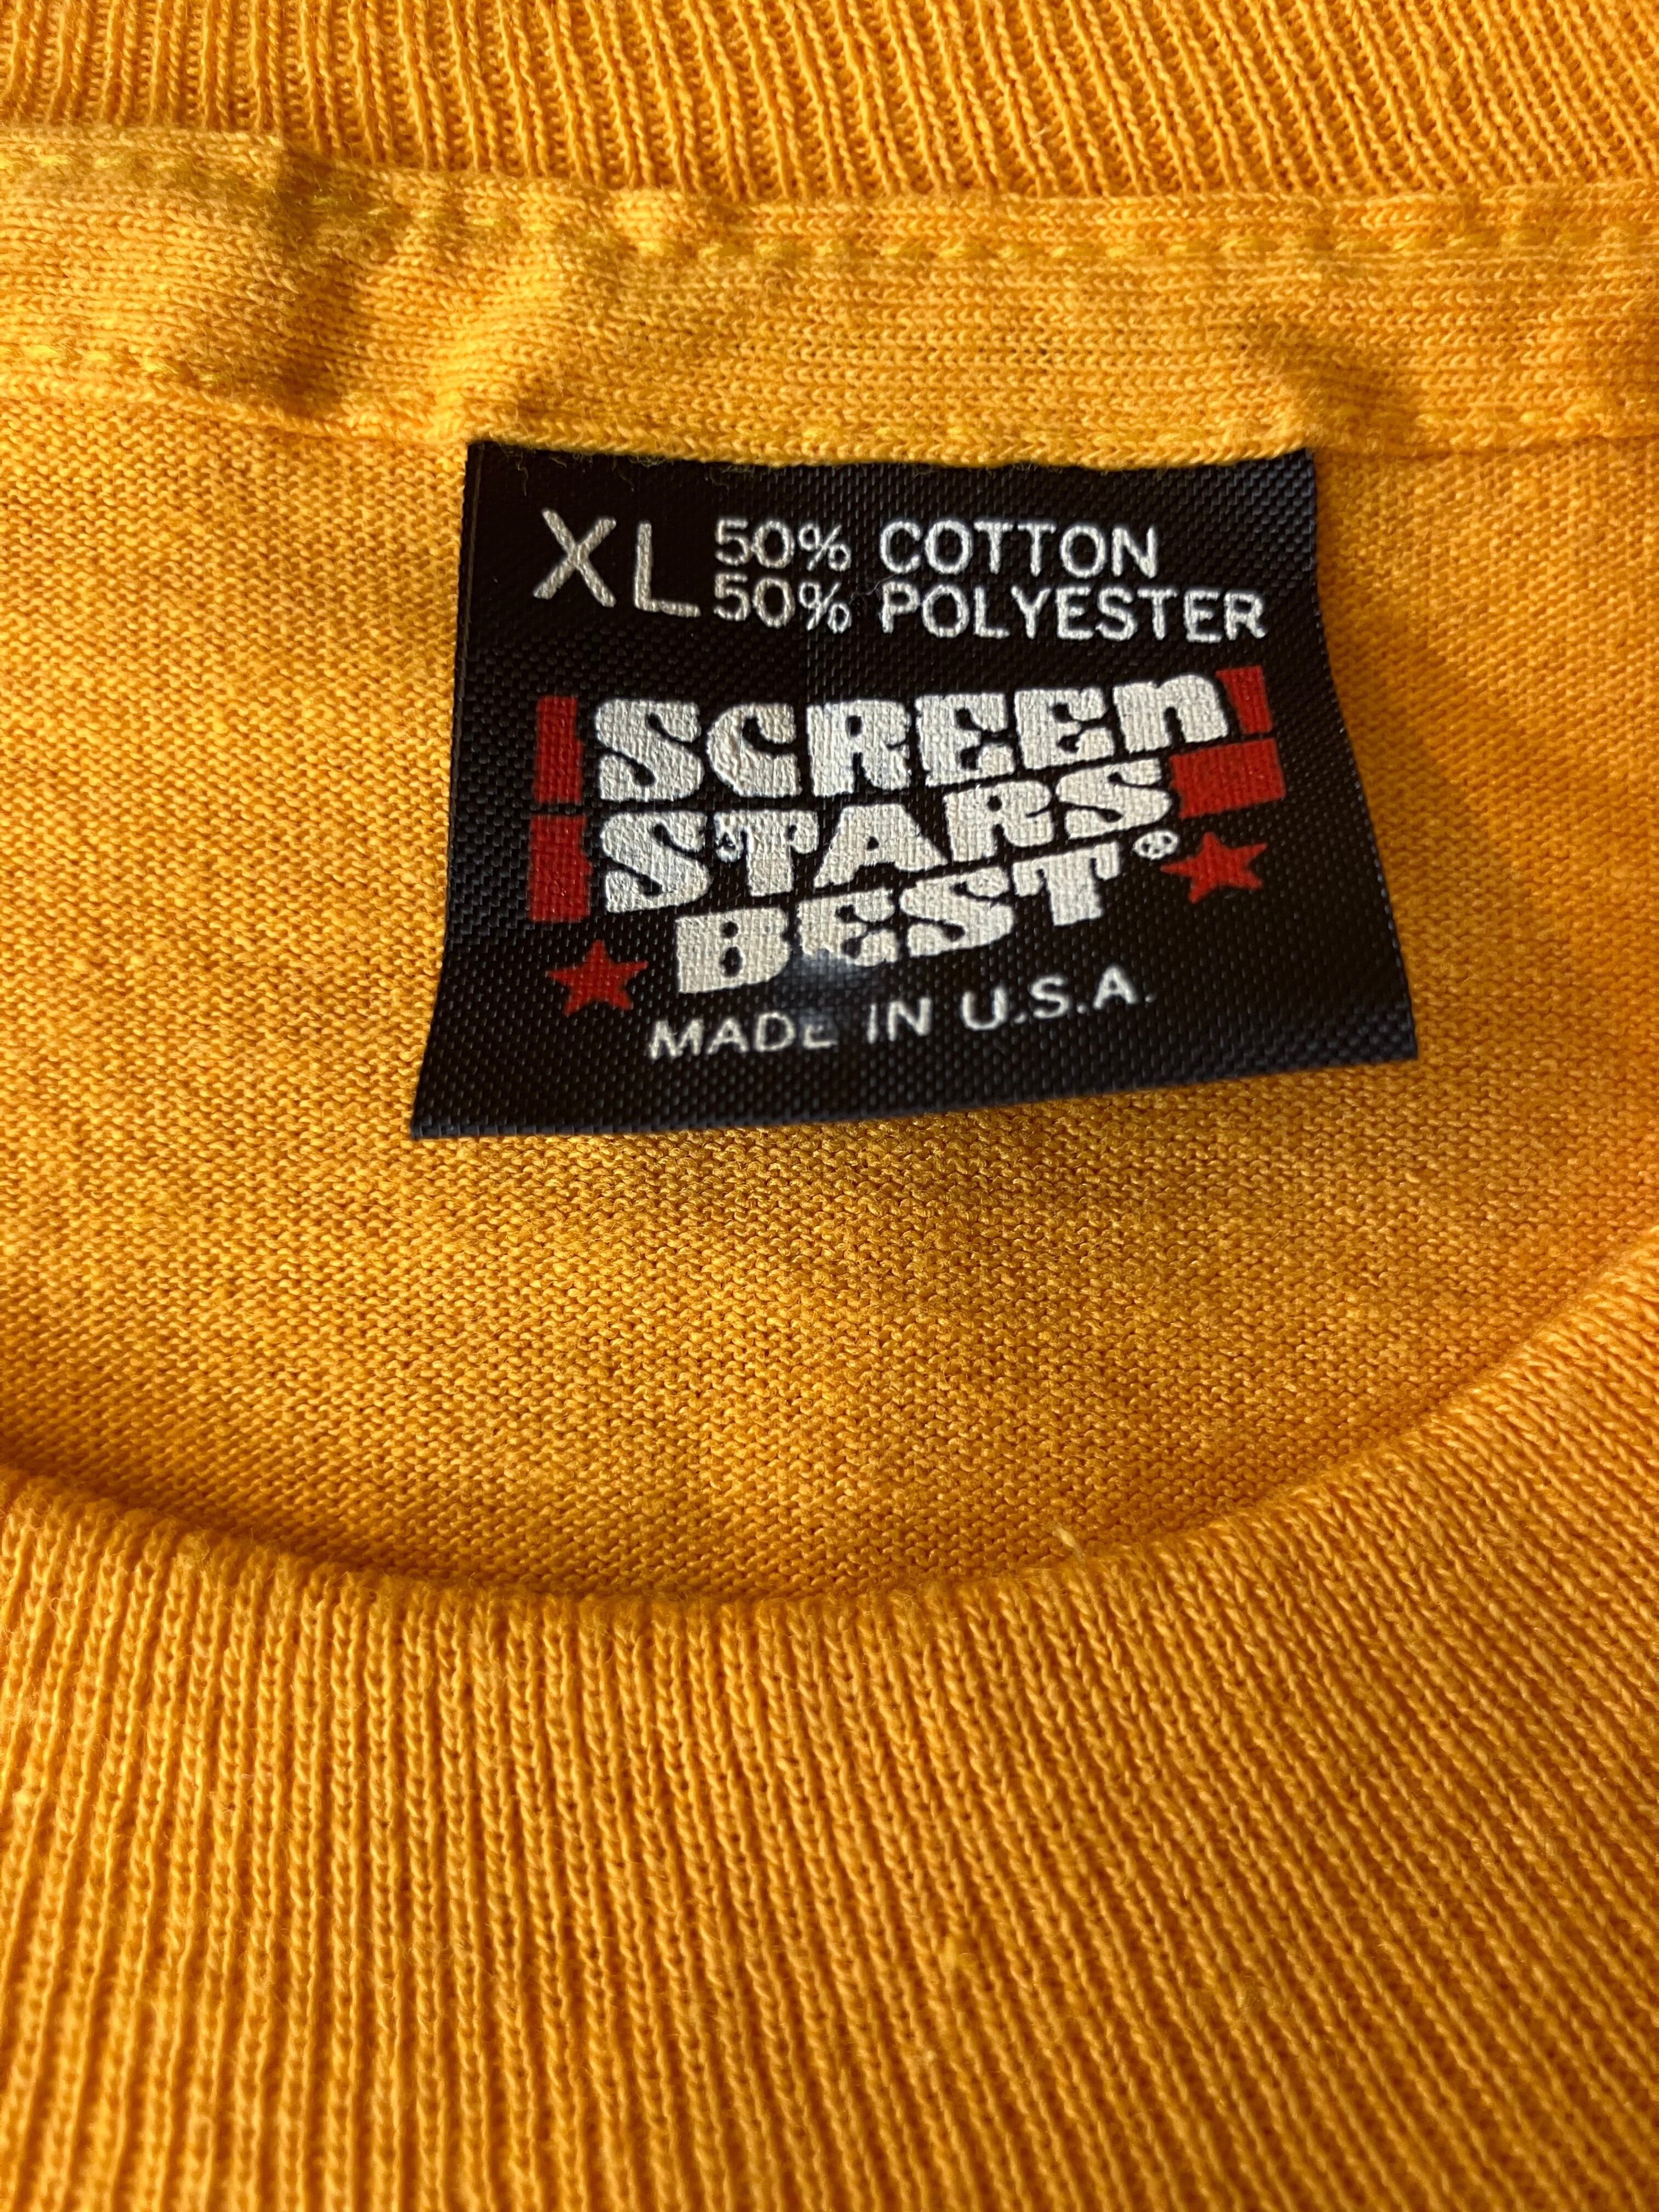 XL 50% COTTON
50% POLYESTER
SCREEN
STARS
BEST®
MADE IN U.S.A.